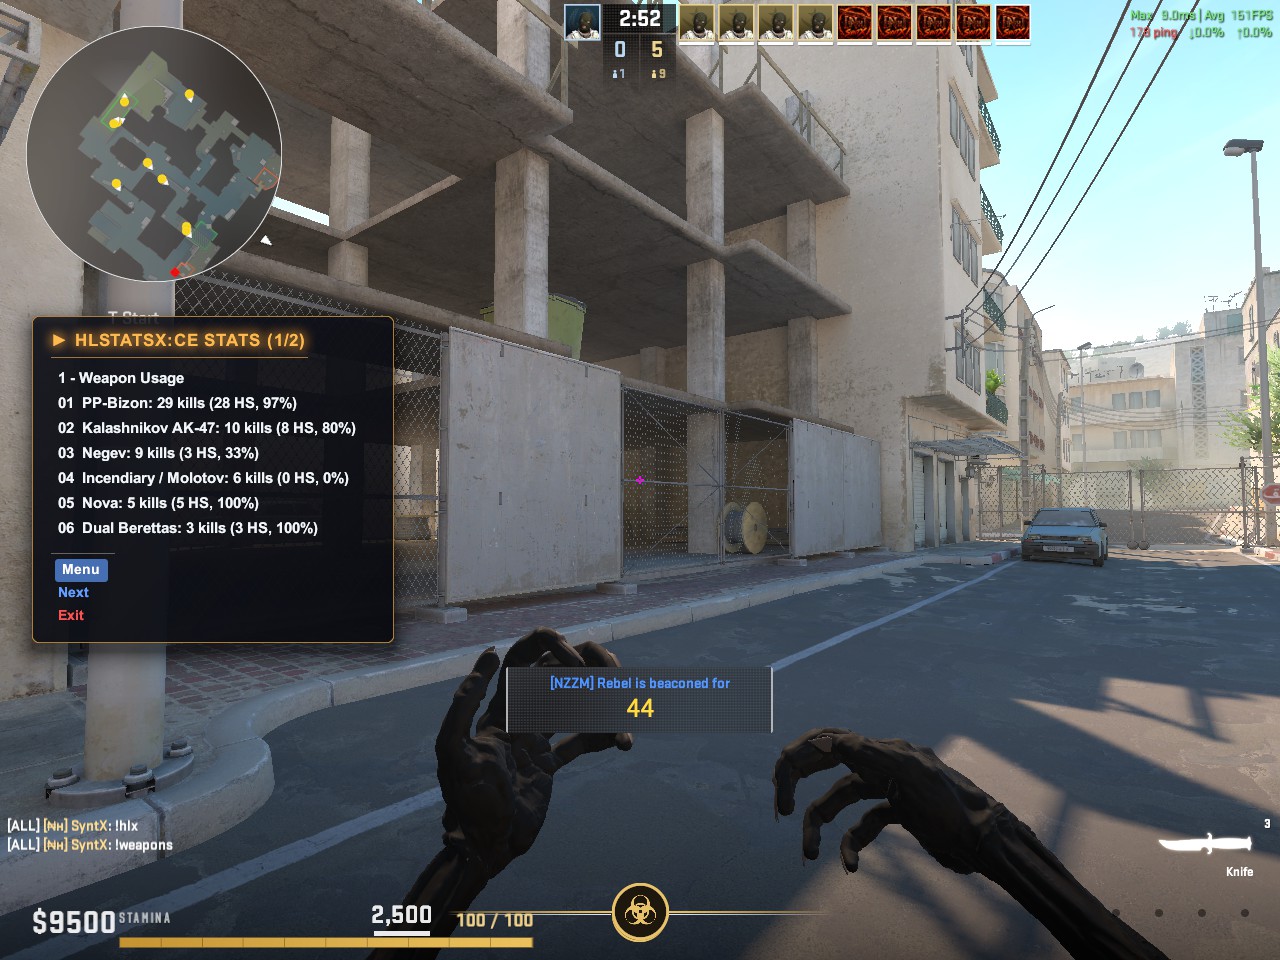 2:52
0 5
1 9
Max 9.0ms | Avg 151FPS
178 ping ↓0.0% ↑0.0%
T Start
► HLSTATSX:CE STATS (1/2)
1 - Weapon Usage
01 PP-Bizon: 29 kills (28 HS, 97%)
02 Kalashnikov AK-47: 10 kills (8 HS, 80%)
03 Negev: 9 kills (3 HS, 33%)
04 Incendiary / Molotov: 6 kills (0 HS, 0%)
05 Nova: 5 kills (5 HS, 100%)
06 Dual Berettas: 3 kills (3 HS, 100%)
Menu
Next
Exit
[NZZM] Rebel is beaconed for
44
[ALL] [₦H] SyntX: !hlx
[ALL] [₦H] SyntX: !weapons
3
Knife
$9500 STAMINA 2,500 100 / 100